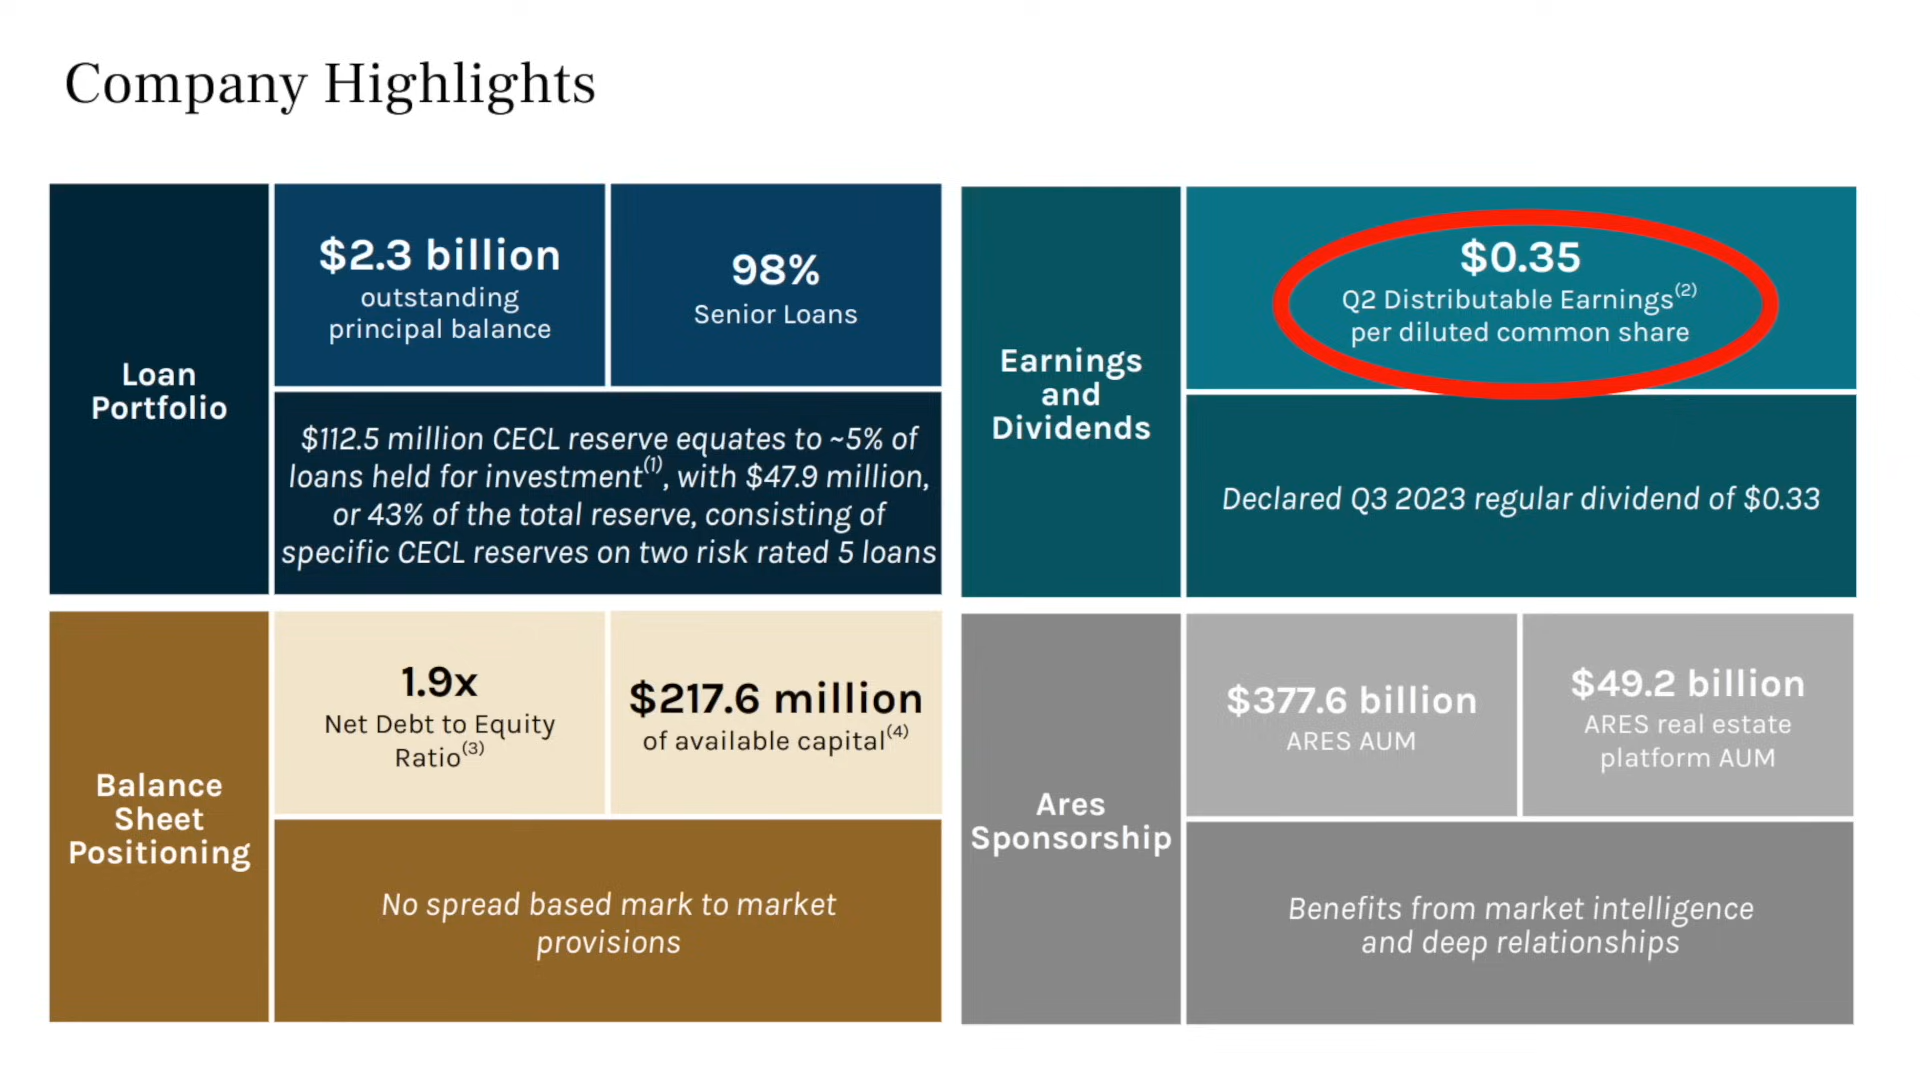 Company Highlights
Loan
Portfolio
$2.3 billion
outstanding
principal balance
98%
Senior Loans
$112.5 million CECL reserve equates to ~5% of
loans held for investment(1), with $47.9 million,
or 43% of the total reserve, consisting of
specific CECL reserves on two risk rated 5 loans
Earnings
and
Dividends
$0.35
Q2 Distributable Earnings(2)
per diluted common share
Declared Q3 2023 regular dividend of $0.33
Balance
Sheet
Positioning
1.9x
Net Debt to Equity
Ratio(3)
$217.6 million
of available capital(4)
No spread based mark to market
provisions
Ares
Sponsorship
$377.6 billion
ARES AUM
$49.2 billion
ARES real estate
platform AUM
Benefits from market intelligence
and deep relationships